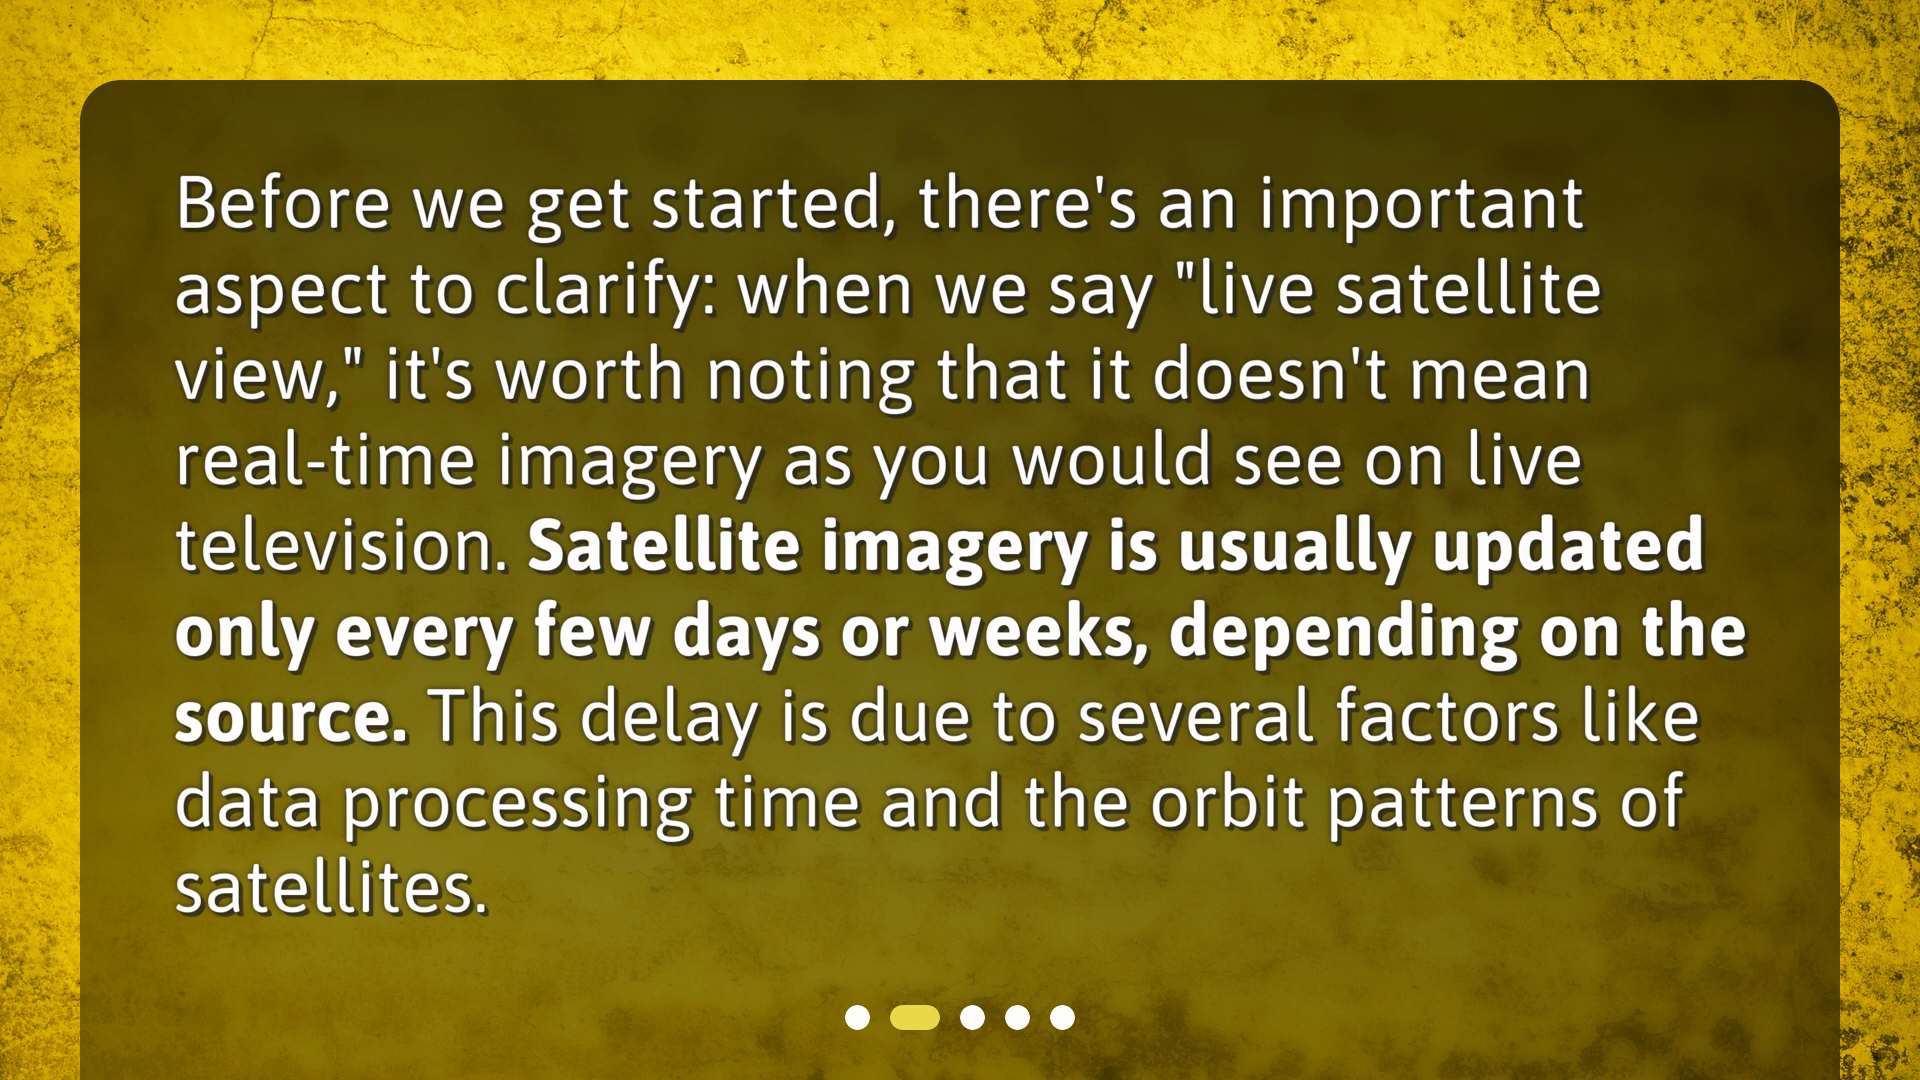 Before we get started, there's an important
aspect to clarify: when we say "live satellite
view," it's worth noting that it doesn't mean
real-time imagery as you would see on live
television. Satellite imagery is usually updated
only every few days or weeks, depending on the
source. This delay is due to several factors like
data processing time and the orbit patterns of
satellites.